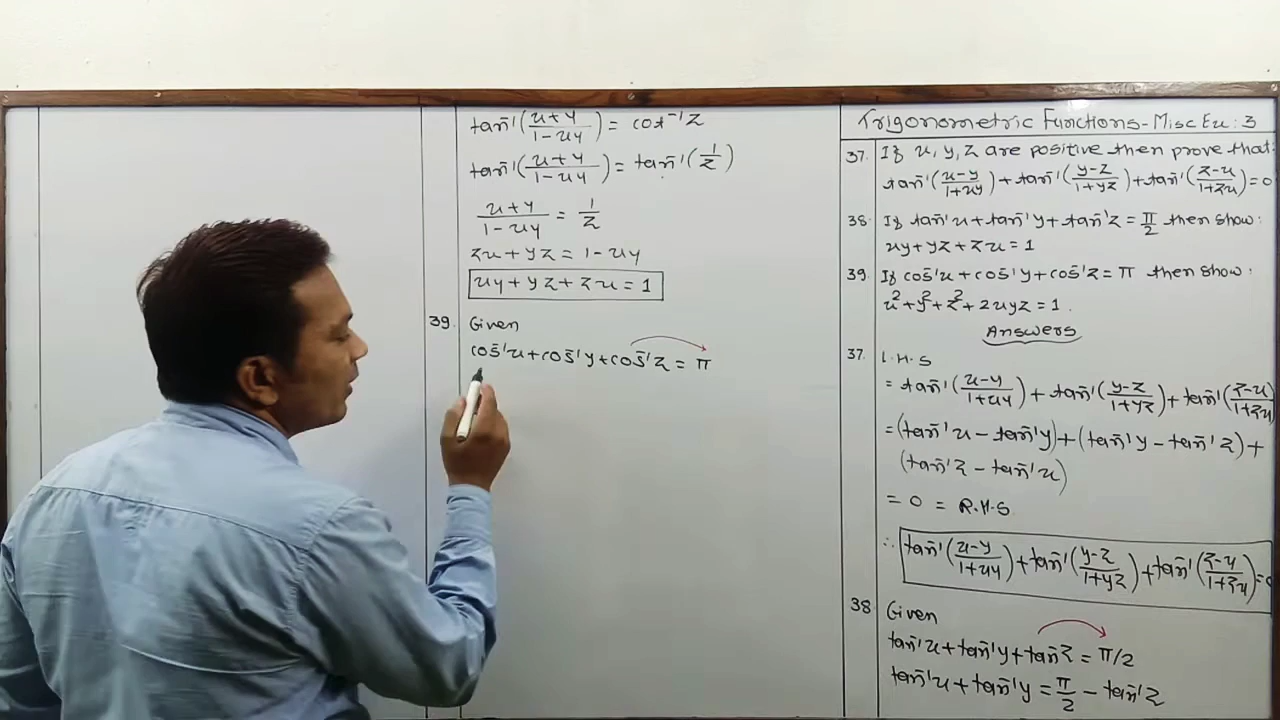 Trigonometric Functions - Misc Ex: 3
37. If x, y, z are positive then prove that:
tan⁻¹((x-y)/(1+xy)) + tan⁻¹((y-z)/(1+yz)) + tan⁻¹((z-x)/(1+zx)) = 0
38. If tan⁻¹x + tan⁻¹y + tan⁻¹z = π/2 then show:
xy + yz + zx = 1
39. If cos⁻¹x + cos⁻¹y + cos⁻¹z = π then show:
x² + y² + z² + 2xyz = 1.
Answers
37. L.H.S
= tan⁻¹((x-y)/(1+xy)) + tan⁻¹((y-z)/(1+yz)) + tan⁻¹((z-x)/(1+zx))
= (tan⁻¹x - tan⁻¹y) + (tan⁻¹y - tan⁻¹z) +
(tan⁻¹z - tan⁻¹x)
= 0 = R.H.S
∴ tan⁻¹((x-y)/(1+xy)) + tan⁻¹((y-z)/(1+yz)) + tan⁻¹((z-x)/(1+zx)) = 0
38 Given
tan⁻¹x + tan⁻¹y + tan⁻¹z = π/2
tan⁻¹x + tan⁻¹y = π/2 - tan⁻¹z
tan⁻¹((x+y)/(1-xy)) = cot⁻¹z
tan⁻¹((x+y)/(1-xy)) = tan⁻¹(1/z)
(x+y)/(1-xy) = 1/z
zx + yz = 1 - xy
xy + yz + zx = 1
39. Given
cos⁻¹x + cos⁻¹y + cos⁻¹z = π